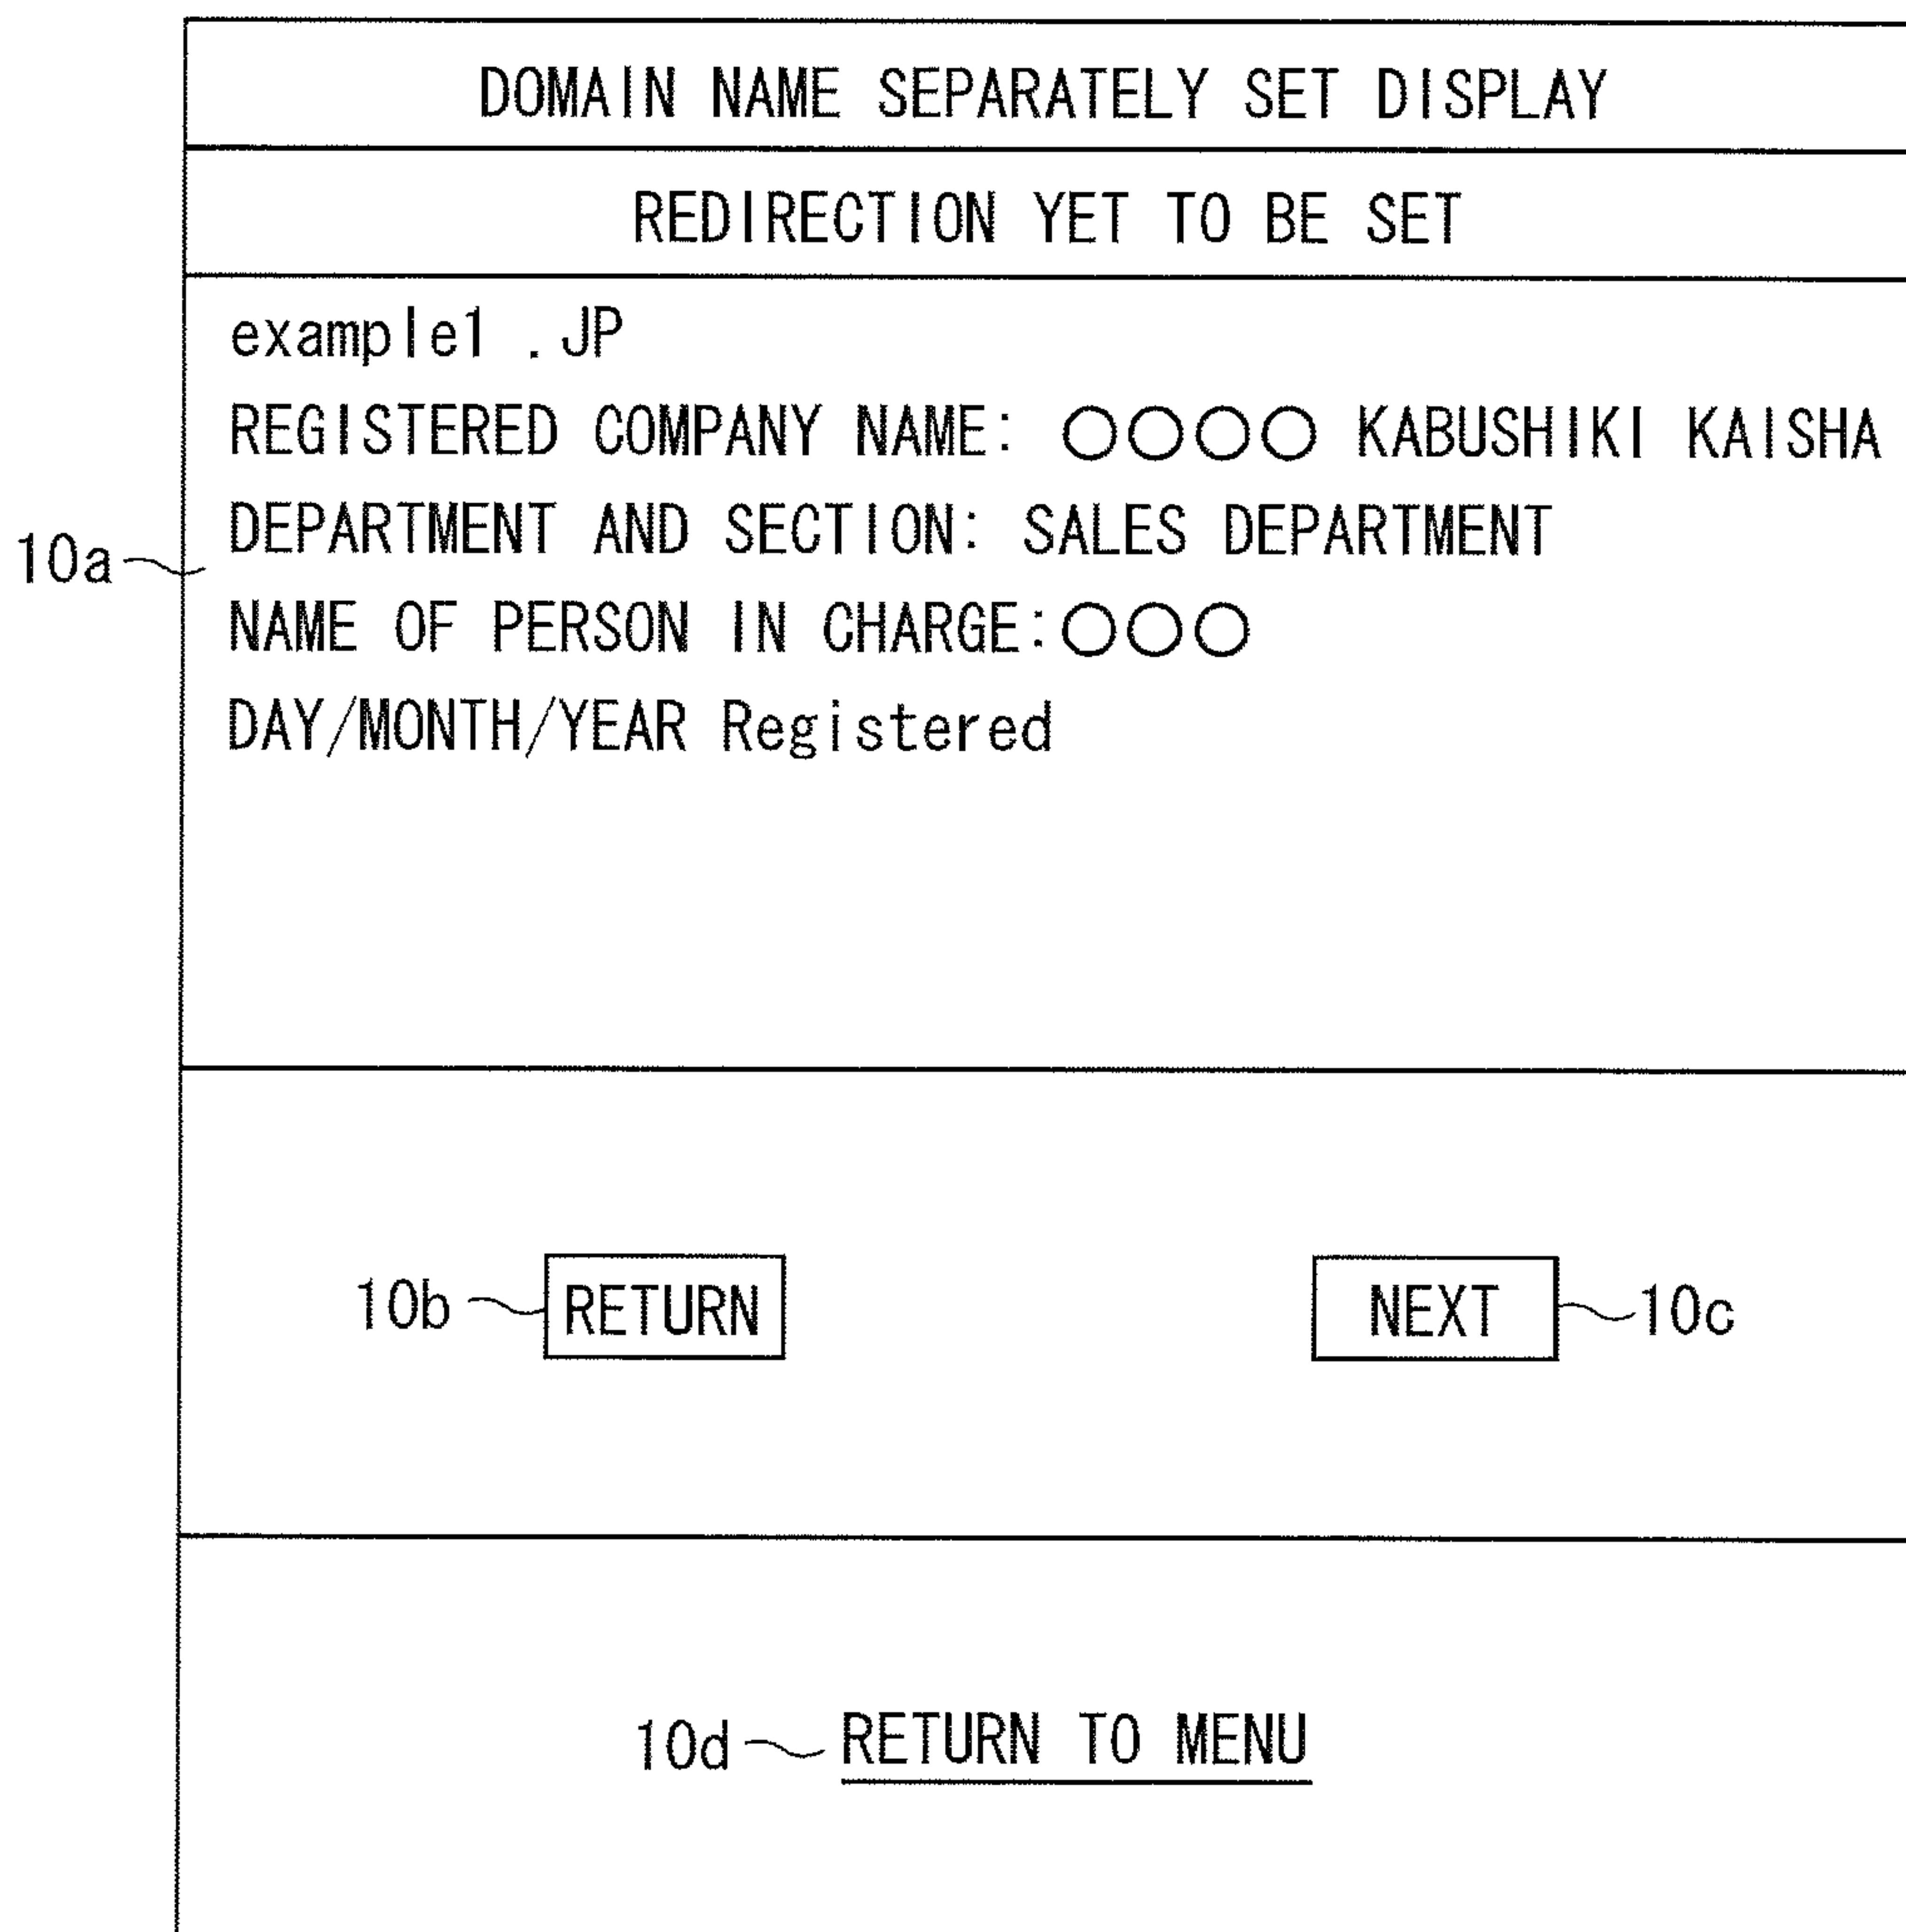 DOMAIN NAME SEPARATELY SET DISPLAY
REDIRECTION YET TO BE SET
example1 .JP
REGISTERED COMPANY NAME: ○○○○ KABUSHIKI KAISHA
DEPARTMENT AND SECTION: SALES DEPARTMENT
10a
NAME OF PERSON IN CHARGE:○○○
DAY/MONTH/YEAR Registered
10b RETURN NEXT 10c
10d RETURN TO MENU